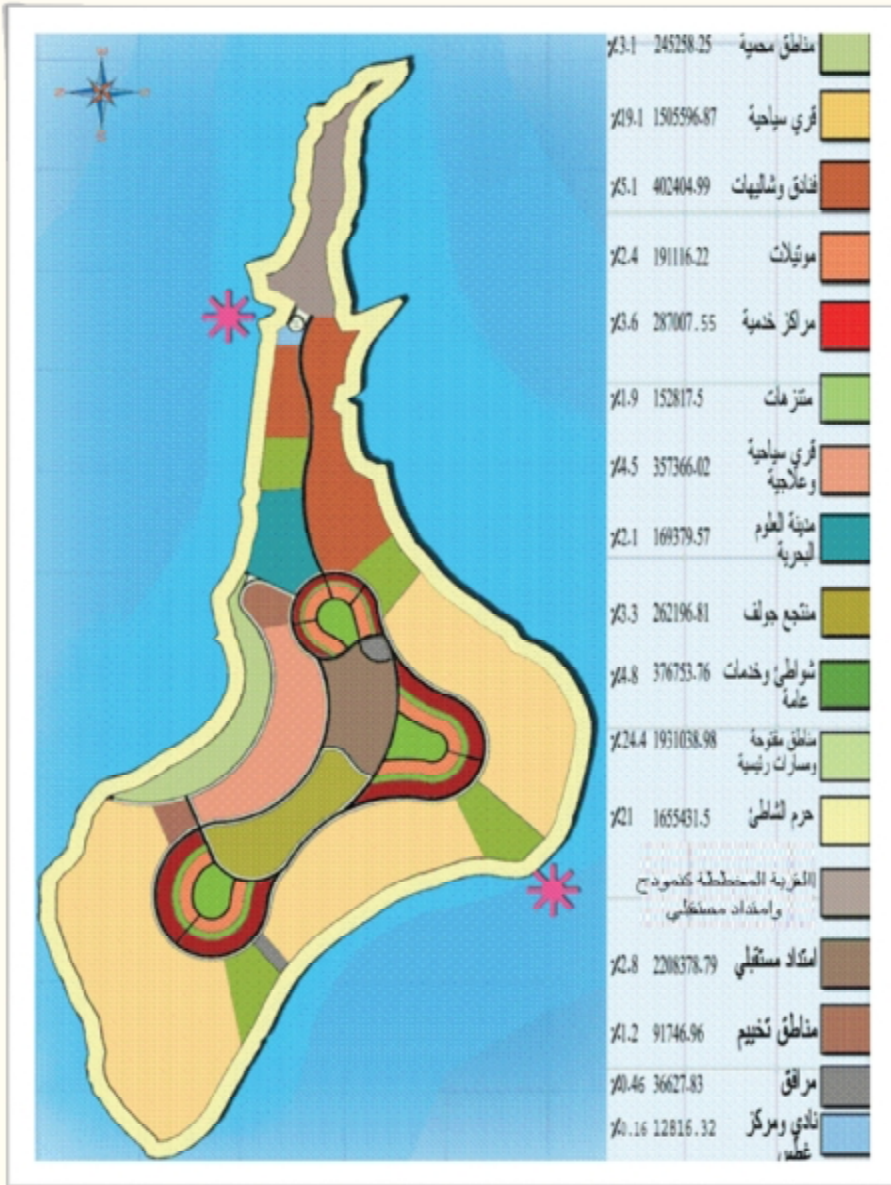 مناطق محمية 245258.25 %3.1
قري سياحية 1505596.87 %19.1
فنادق وشاليهات 402404.99 %5.1
موتيلات 191116.22 %2.4
مراكز خدمية 287007.55 %3.6
متنزهات 152817.5 %1.9
قري سياحية
وعلاجية 357366.02 %4.5
مدينة العلوم
البحرية 169379.57 %2.1
منتجع جولف 262196.81 %3.3
شواطئ وخدمات
عامة 376753.76 %4.8
مناطق مفتوحة
ومسارات رئيسية 1931038.98 %24.4
حرم الشاطئ 1655431.5 %21
القرية المخططة كنموذج
وامتداد مستقبلي
امتداد مستقبلي 2208378.79 %2.8
مناطق تخييم 91746.96 %1.2
مرافق 36627.83 %0.46
نادي ومركز
غطس 12816.32 %0.16